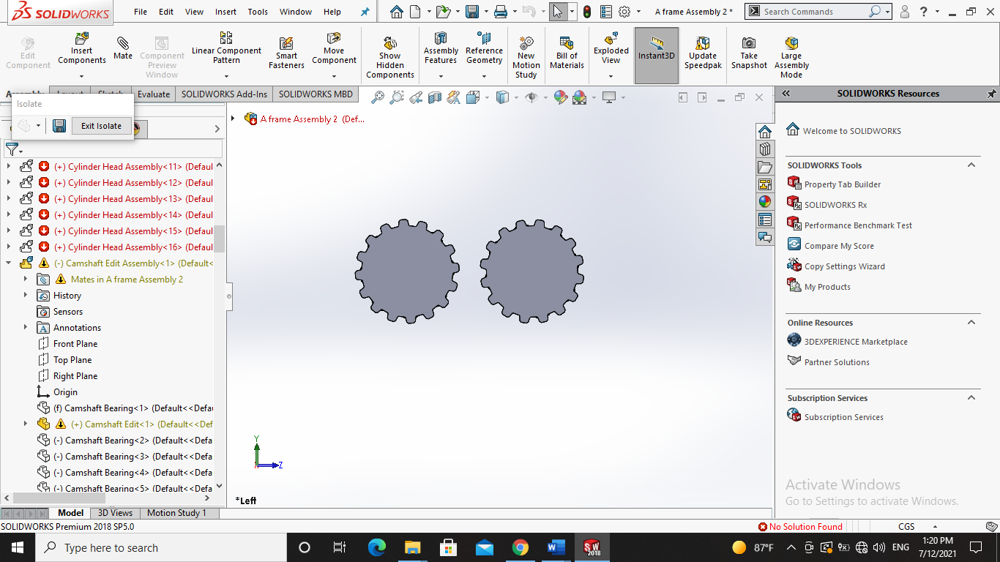 SOLIDWORKS
File Edit View Insert Tools Window Help
A frame Assembly 2 *
Search Commands
Edit Component
Insert Components
Mate
Component Preview Window
Linear Component Pattern
Smart Fasteners
Move Component
Show Hidden Components
Assembly Features
Reference Geometry
New Motion Study
Bill of Materials
Exploded View
Instant3D
Update Speedpak
Take Snapshot
Large Assembly Mode
Evaluate SOLIDWORKS Add-Ins SOLIDWORKS MBD
Isolate
Exit Isolate
A frame Assembly 2 (Def...
(+) Cylinder Head Assembly<11> (Defaul
(+) Cylinder Head Assembly<12> (Defaul
(+) Cylinder Head Assembly<13> (Defaul
(+) Cylinder Head Assembly<14> (Defaul
(+) Cylinder Head Assembly<15> (Defaul
(+) Cylinder Head Assembly<16> (Defaul
(-) Camshaft Edit Assembly<1> (Default<
Mates in A frame Assembly 2
History
Sensors
Annotations
Front Plane
Top Plane
Right Plane
Origin
(f) Camshaft Bearing<1> (Default<<Defau
(+) Camshaft Edit<1> (Default<<Def
(-) Camshaft Bearing<2> (Default<<Defa
(-) Camshaft Bearing<3> (Default<<Defa
(-) Camshaft Bearing<4> (Default<<Defa
(-) Camshaft Bearing<5> (Default<<Defa
Y
Z
*Left
SOLIDWORKS Resources
Welcome to SOLIDWORKS
SOLIDWORKS Tools
Property Tab Builder
SOLIDWORKS Rx
Performance Benchmark Test
Compare My Score
Copy Settings Wizard
My Products
Online Resources
3DEXPERIENCE Marketplace
Partner Solutions
Subscription Services
Subscription Services
Activate Windows
Go to Settings to activate Windows.
Model 3D Views Motion Study 1
SOLIDWORKS Premium 2018 SP5.0
No Solution Found
CGS
Type here to search
SW 2018
87°F
ENG
1:20 PM
7/12/2021